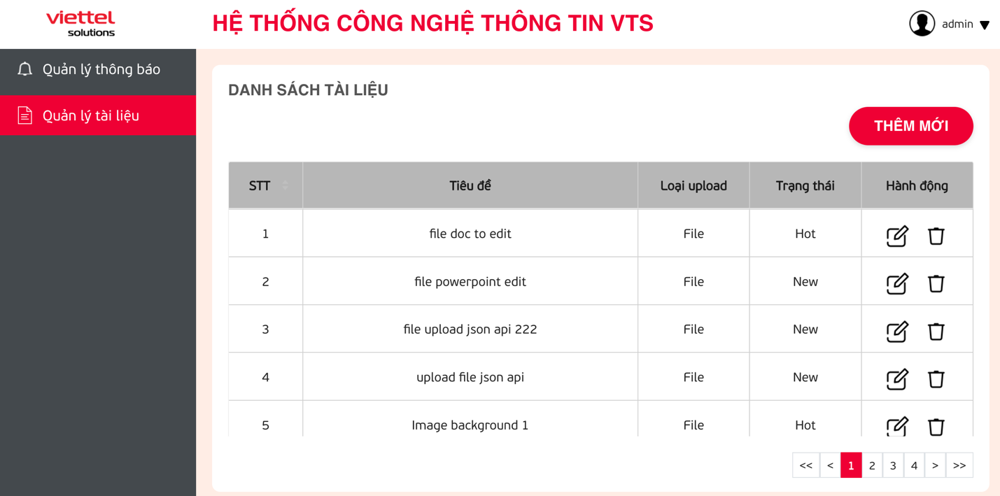 viettel
solutions
HỆ THỐNG CÔNG NGHỆ THÔNG TIN VTS
admin
Quản lý thông báo
Quản lý tài liệu
DANH SÁCH TÀI LIỆU
THÊM MỚI
STT Tiêu đề Loại upload Trạng thái Hành động
1 file doc to edit File Hot
2 file powerpoint edit File New
3 file upload json api 222 File New
4 upload file json api File New
5 Image background 1 File Hot
<< < 1 2 3 4 > >>